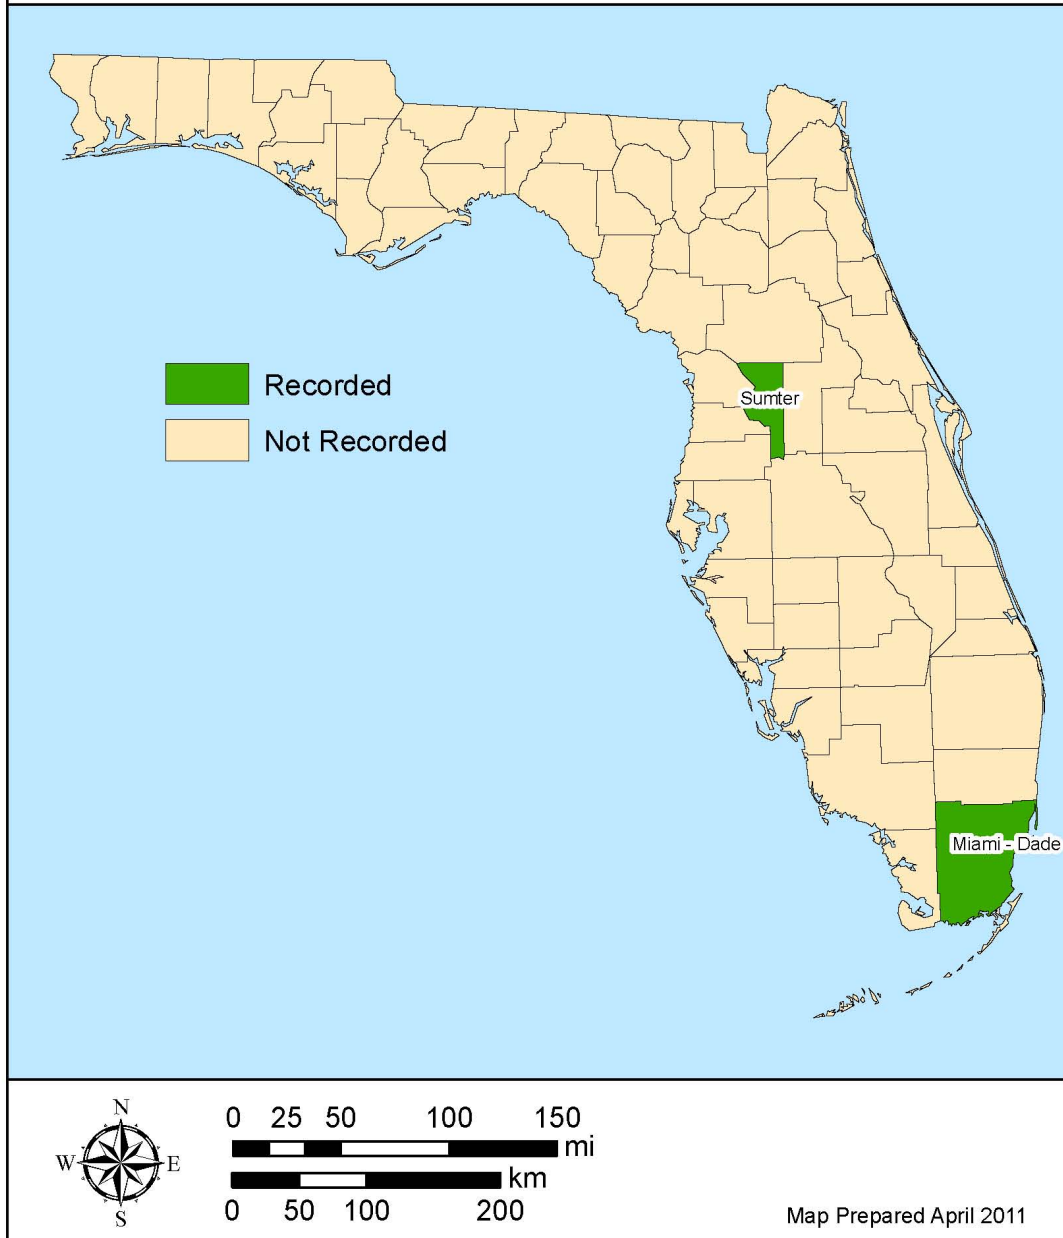 Recorded
Not Recorded
Sumter
Miami - Dade
N
W E
S
0 25 50 100 150
mi
km
0 50 100 200
Map Prepared April 2011